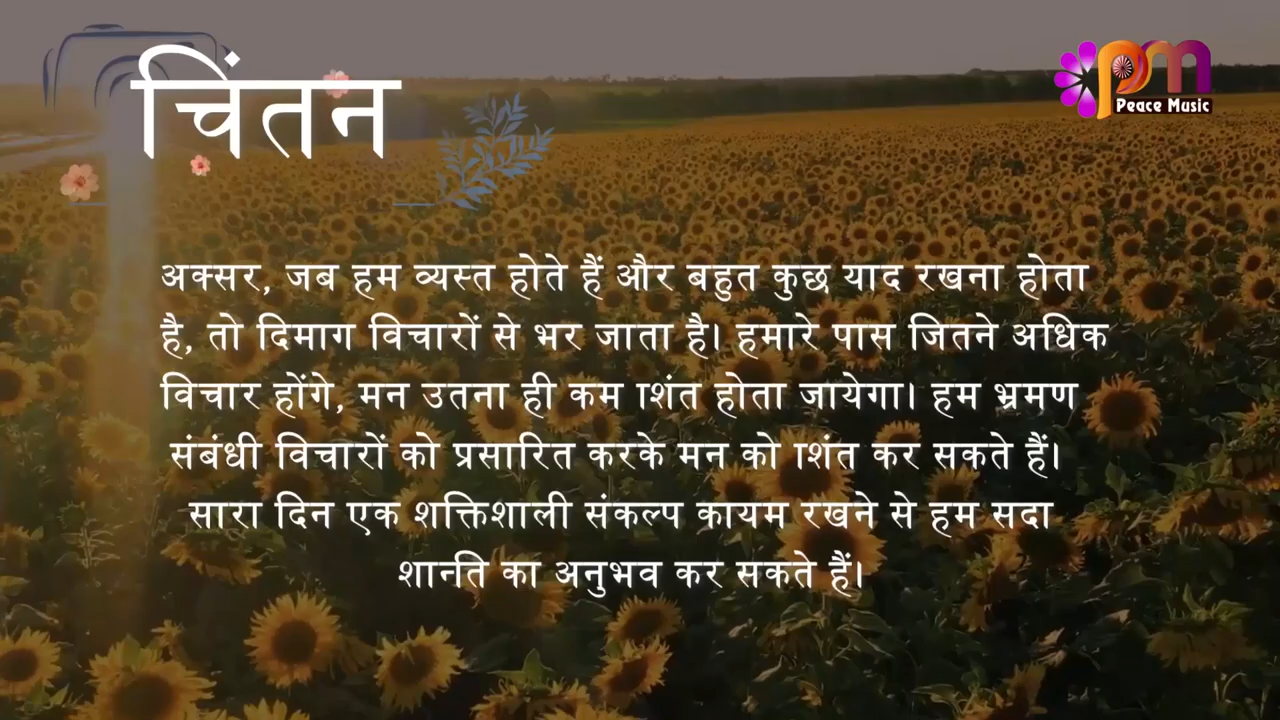 चिंतन
pm
Peace Music
अक्सर, जब हम व्यस्त होते हैं और बहुत कुछ याद रखना होता
है, तो दिमाग विचारों से भर जाता है। हमारे पास जितने अधिक
विचार होंगे, मन उतना ही कम शिंत होता जायेगा। हम भ्रमण
संबंधी विचारों को प्रसारित करके मन को शिंत कर सकते हैं।
सारा दिन एक शक्तिशाली संकल्प कायम रखने से हम सदा
शान्ति का अनुभव कर सकते हैं।